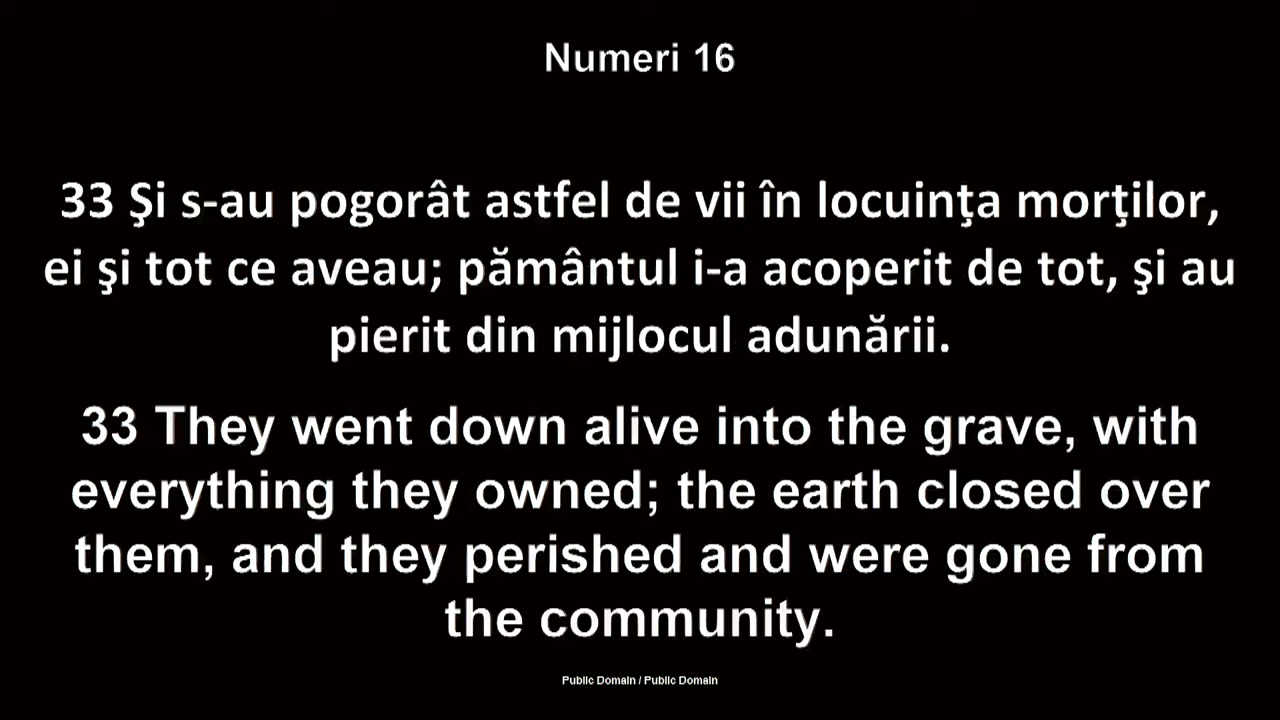 Numeri 16
33 Şi s-au pogorât astfel de vii în locuinţa morţilor,
ei şi tot ce aveau; pământul i-a acoperit de tot, şi au
pierit din mijlocul adunării.
33 They went down alive into the grave, with
everything they owned; the earth closed over
them, and they perished and were gone from
the community.
Public Domain / Public Domain